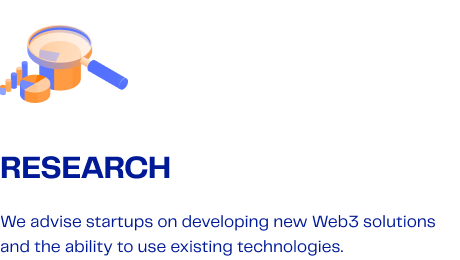 RESEARCH
We advise startups on developing new Web3 solutions
and the ability to use existing technologies.